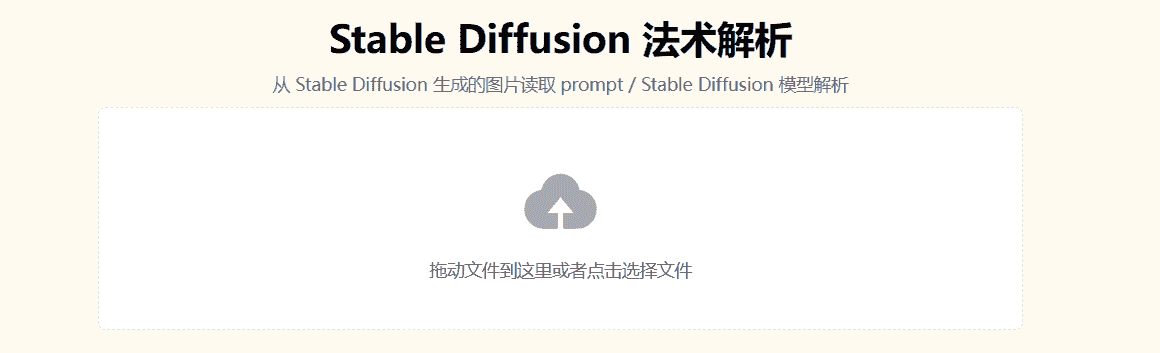 Stable Diffusion 法术解析
从 Stable Diffusion 生成的图片读取 prompt / Stable Diffusion 模型解析
拖动文件到这里或者点击选择文件